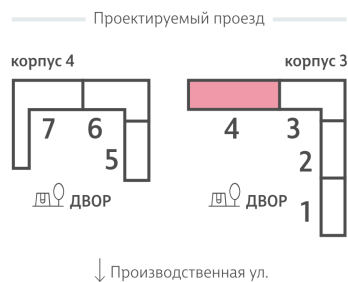 Проектируемый проезд
корпус 4
корпус 3
7 6
5
4 3
2
1
ДВОР
ДВОР
Производственная ул.